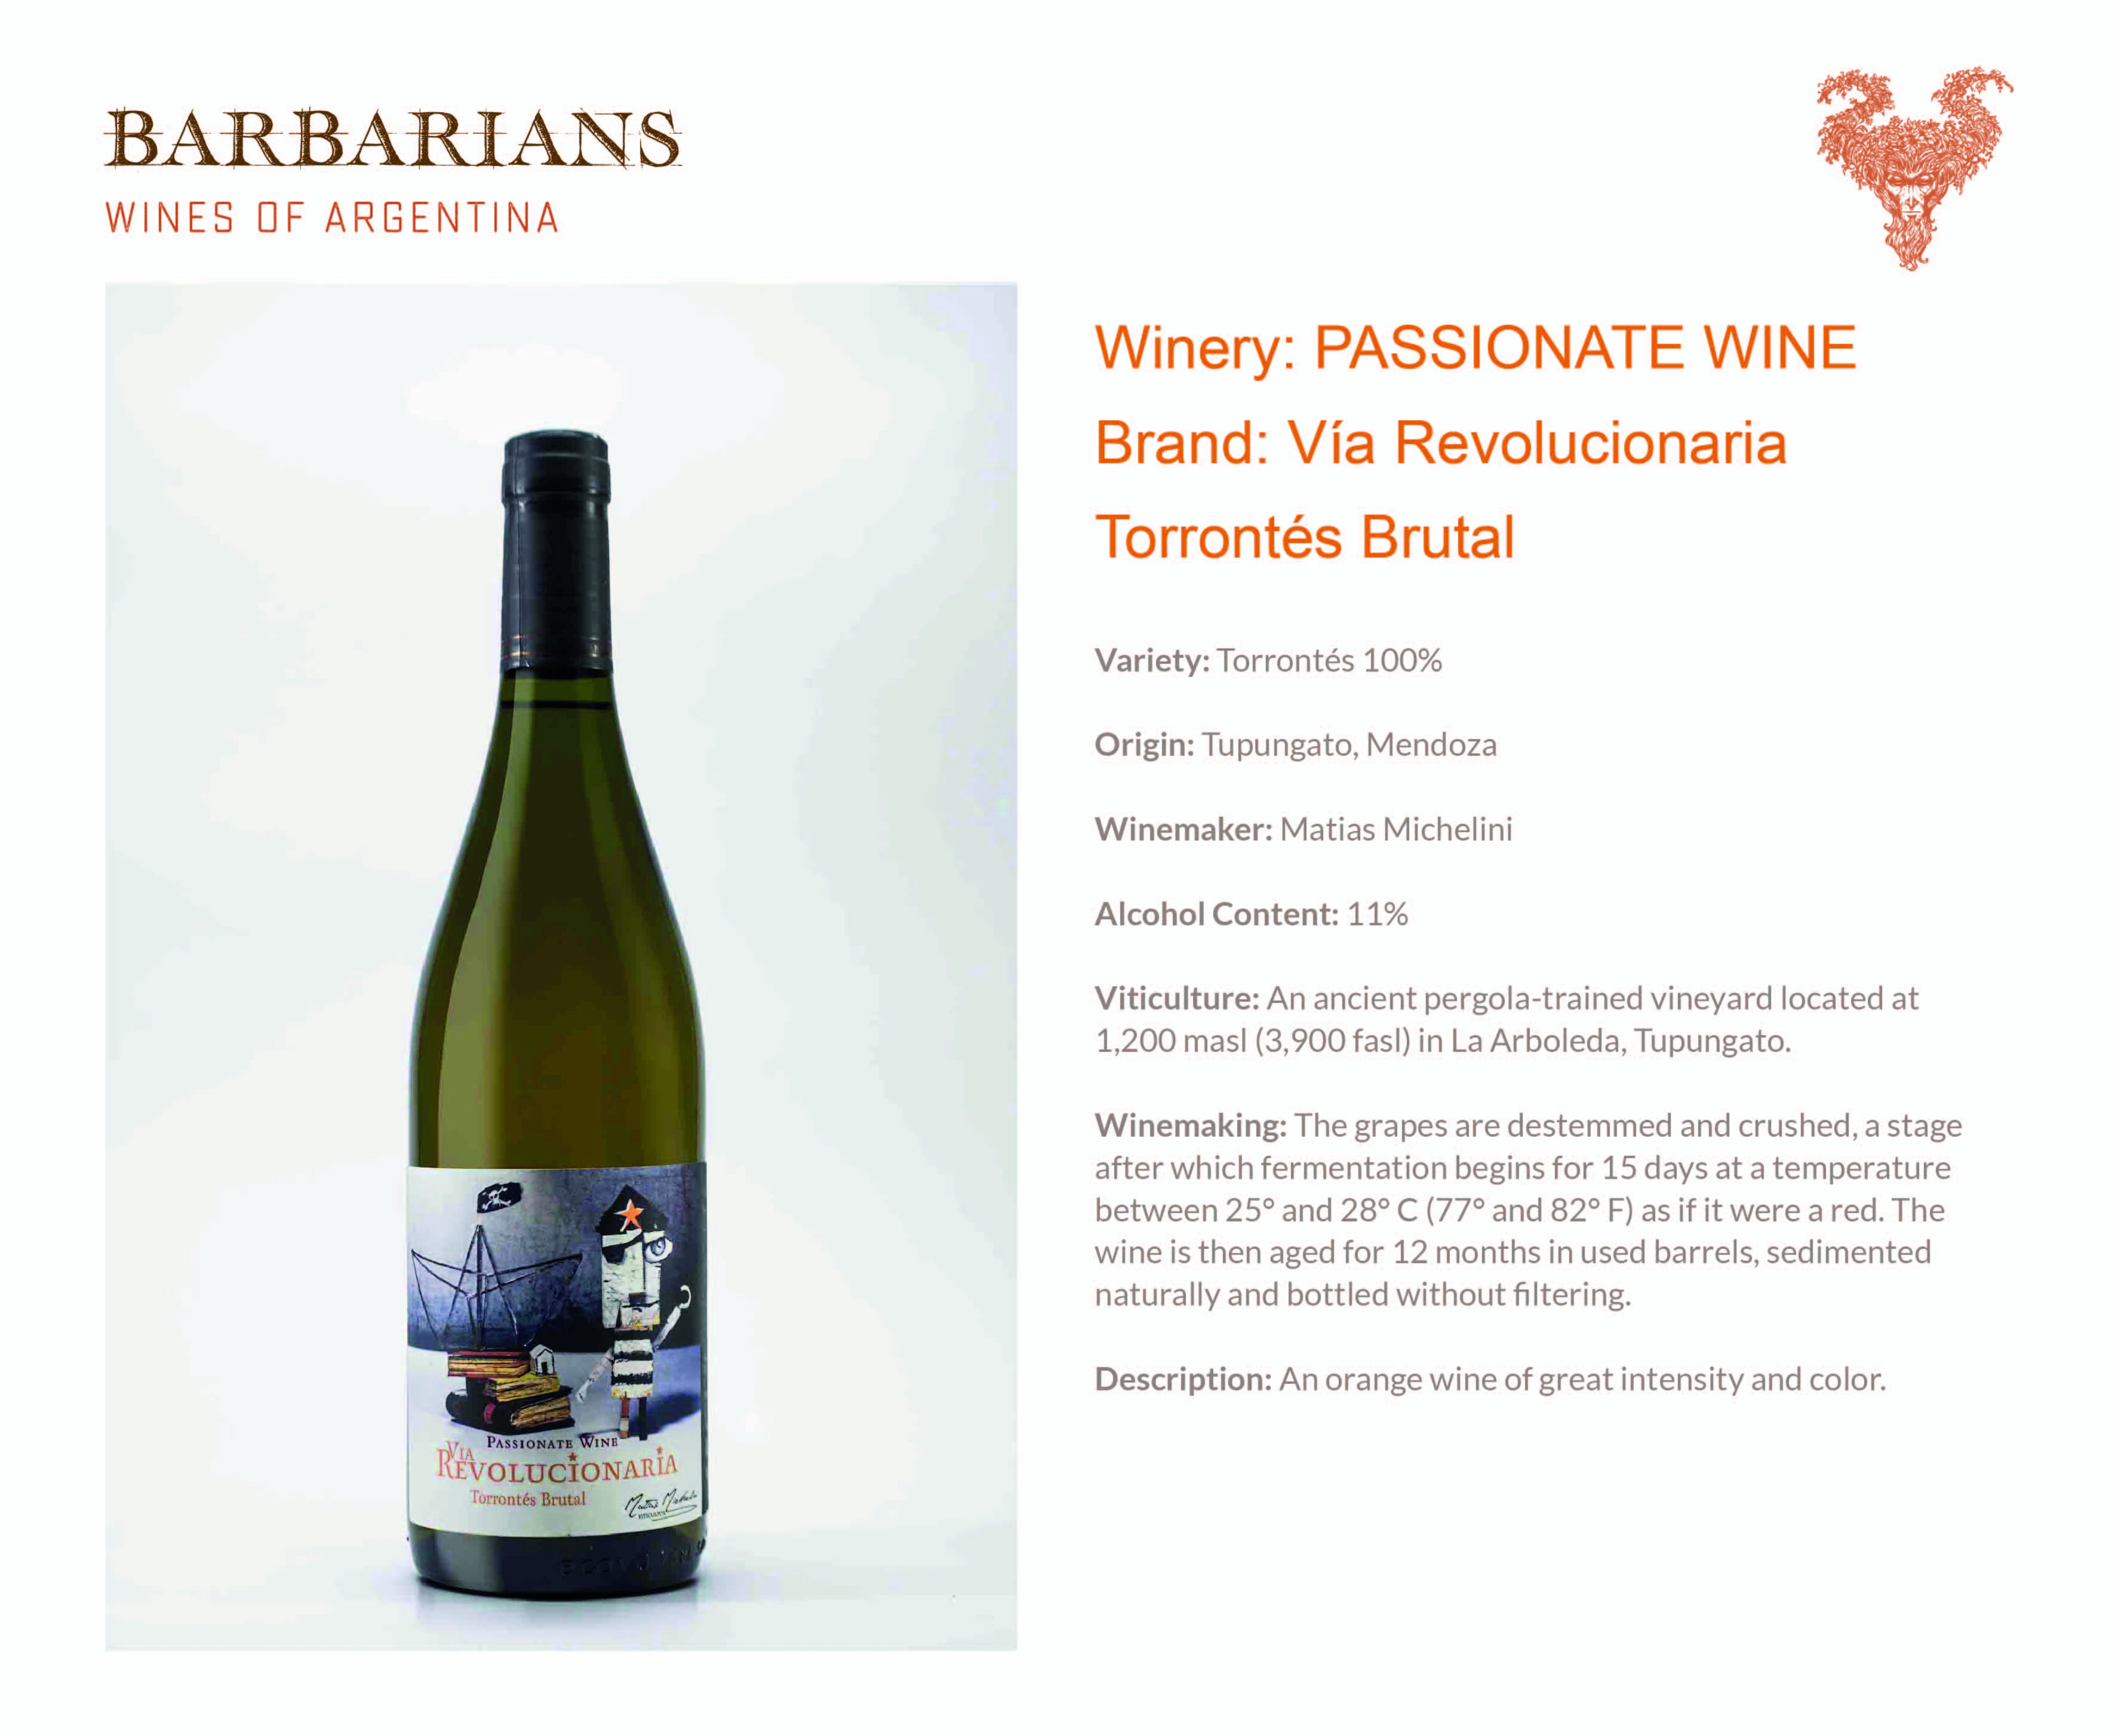 BARBARIANS
WINES OF ARGENTINA
Winery: PASSIONATE WINE
Brand: Vía Revolucionaria
Torrontés Brutal
Variety: Torrontés 100%
Origin: Tupungato, Mendoza
Winemaker: Matias Michelini
Alcohol Content: 11%
Viticulture: An ancient pergola-trained vineyard located at
1,200 masl (3,900 fasl) in La Arboleda, Tupungato.
Winemaking: The grapes are destemmed and crushed, a stage
after which fermentation begins for 15 days at a temperature
between 25° and 28° C (77° and 82° F) as if it were a red. The
wine is then aged for 12 months in used barrels, sedimented
naturally and bottled without filtering.
Description: An orange wine of great intensity and color.
PASSIONATE WINE
VIA
REVOLUCIONARIA
Torrontés Brutal